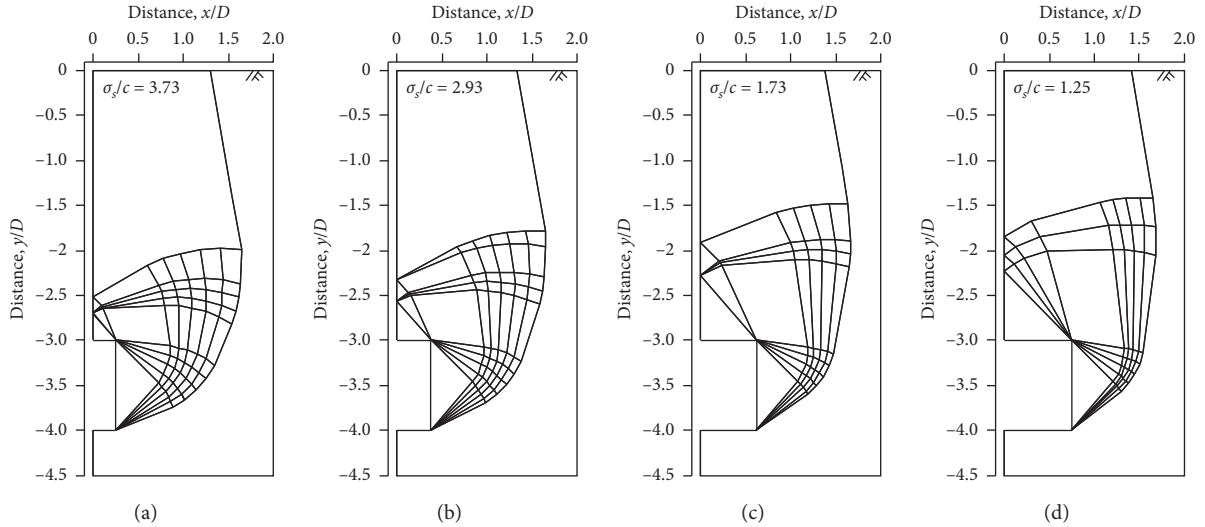 Distance, x/D
0 0.5 1.0 1.5 2.0
0
−0.5
−1.0
−1.5
−2
−2.5
−3.0
−3.5
−4.0
−4.5
Distance, y/D
σs/c = 3.73
(a)
Distance, x/D
0 0.5 1.0 1.5 2.0
0
−0.5
−1.0
−1.5
−2
−2.5
−3.0
−3.5
−4.0
−4.5
Distance, y/D
σs/c = 2.93
(b)
Distance, x/D
0 0.5 1.0 1.5 2.0
0
−0.5
−1.0
−1.5
−2
−2.5
−3.0
−3.5
−4.0
−4.5
Distance, y/D
σs/c = 1.73
(c)
Distance, x/D
0 0.5 1.0 1.5 2.0
0
−0.5
−1.0
−1.5
−2
−2.5
−3.0
−3.5
−4.0
−4.5
Distance, y/D
σs/c = 1.25
(d)